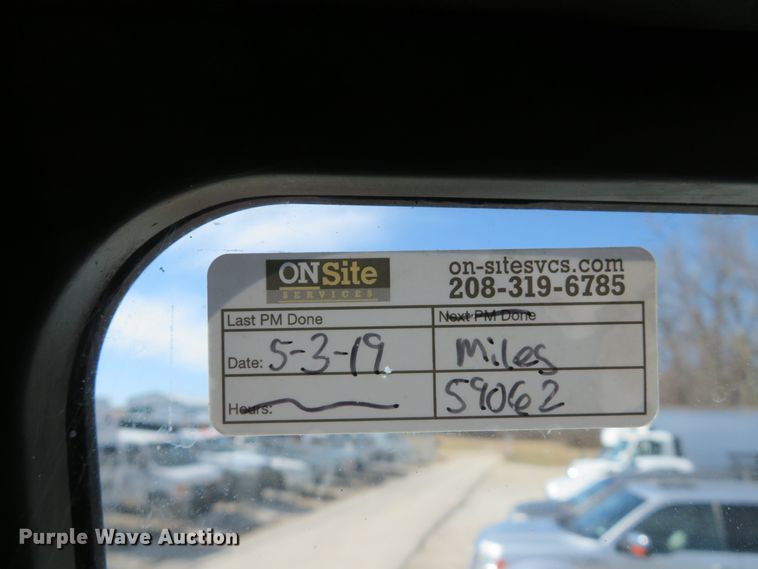 ONSite
SERVICES
on-sitesvcs.com
208-319-6785
Last PM Done
Next PM Done
Date: 5-3-19
Miles
Hours:
59062
Purple Wave Auction